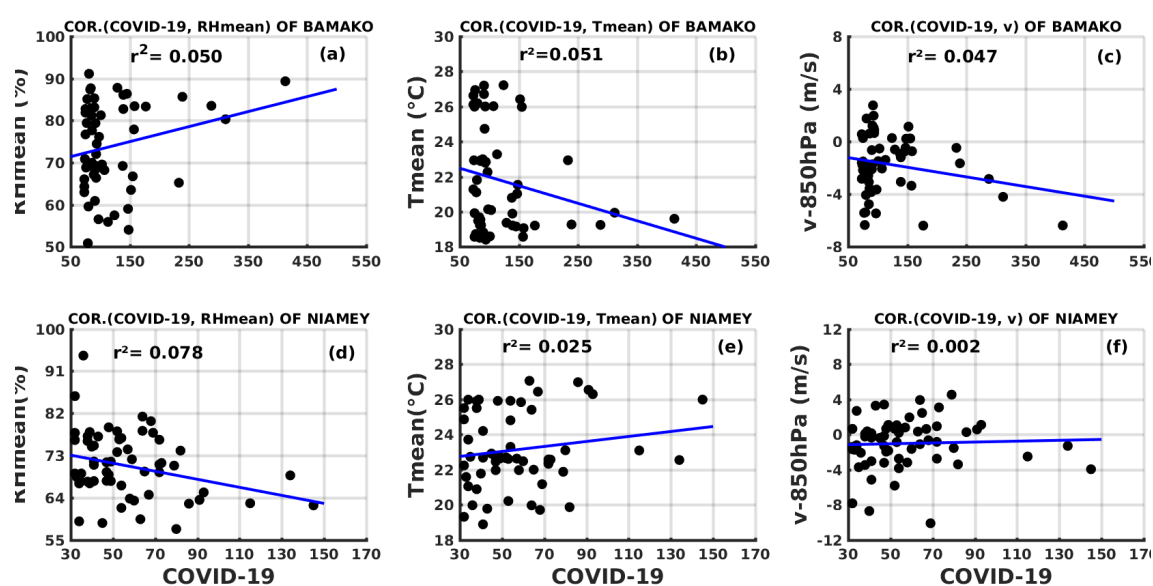 COR.(COVID-19, RHmean) OF BAMAKO
r²= 0.050
(a)
RHmean (%)
100
90
80
70
60
50
50 150 250 350 450 550
COR.(COVID-19, Tmean) OF BAMAKO
r²=0.051
(b)
Tmean (°C)
30
28
26
24
22
20
18
50 150 250 350 450 550
COR.(COVID-19, v) OF BAMAKO
r²= 0.047
(c)
v-850hPa (m/s)
8
4
0
-4
-8
50 150 250 350 450 550
COR.(COVID-19, RHmean) OF NIAMEY
r²= 0.078
(d)
RHmean(%)
100
91
82
73
64
55
30 50 70 90 110 130 150 170
COVID-19
COR.(COVID-19, Tmean) OF NIAMEY
r²= 0.025
(e)
Tmean(°C)
30
28
26
24
22
20
18
30 50 70 90 110 130 150 170
COVID-19
COR.(COVID-19, v) OF NIAMEY
r²= 0.002
(f)
v-850hPa (m/s)
12
8
4
0
-4
-8
-12
30 50 70 90 110 130 150 170
COVID-19